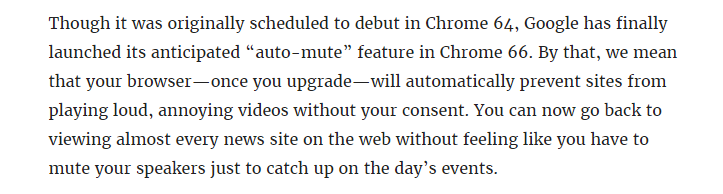 Though it was originally scheduled to debut in Chrome 64, Google has finally
launched its anticipated “auto-mute” feature in Chrome 66. By that, we mean
that your browser—once you upgrade—will automatically prevent sites from
playing loud, annoying videos without your consent. You can now go back to
viewing almost every news site on the web without feeling like you have to
mute your speakers just to catch up on the day’s events.